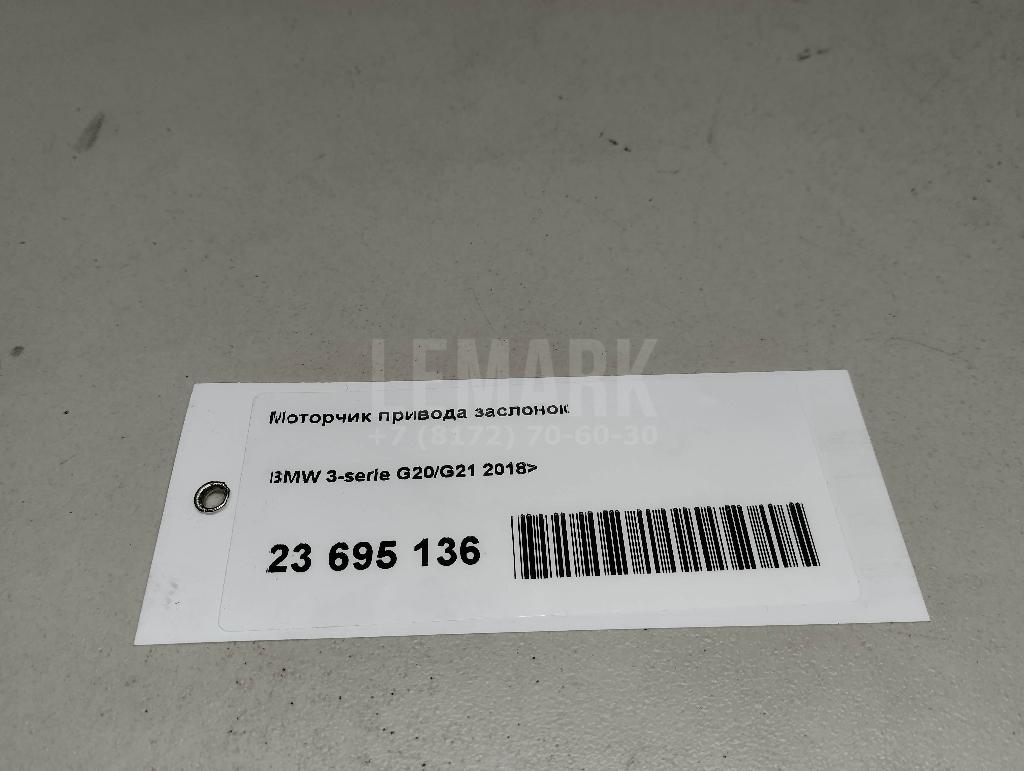 LEMARK
Моторчик привода заслонок
+7 (8172) 70-60-30
BMW 3-serie G20/G21 2018>
23 695 136